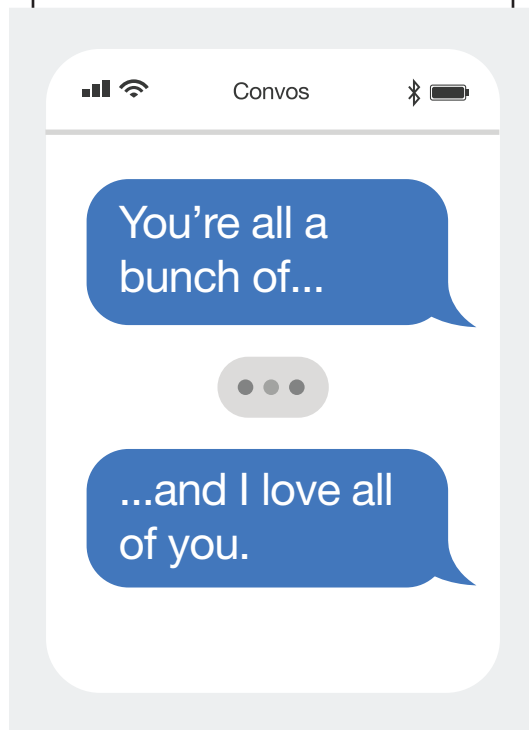 Convos
You’re all a
bunch of...
...and I love all
of you.